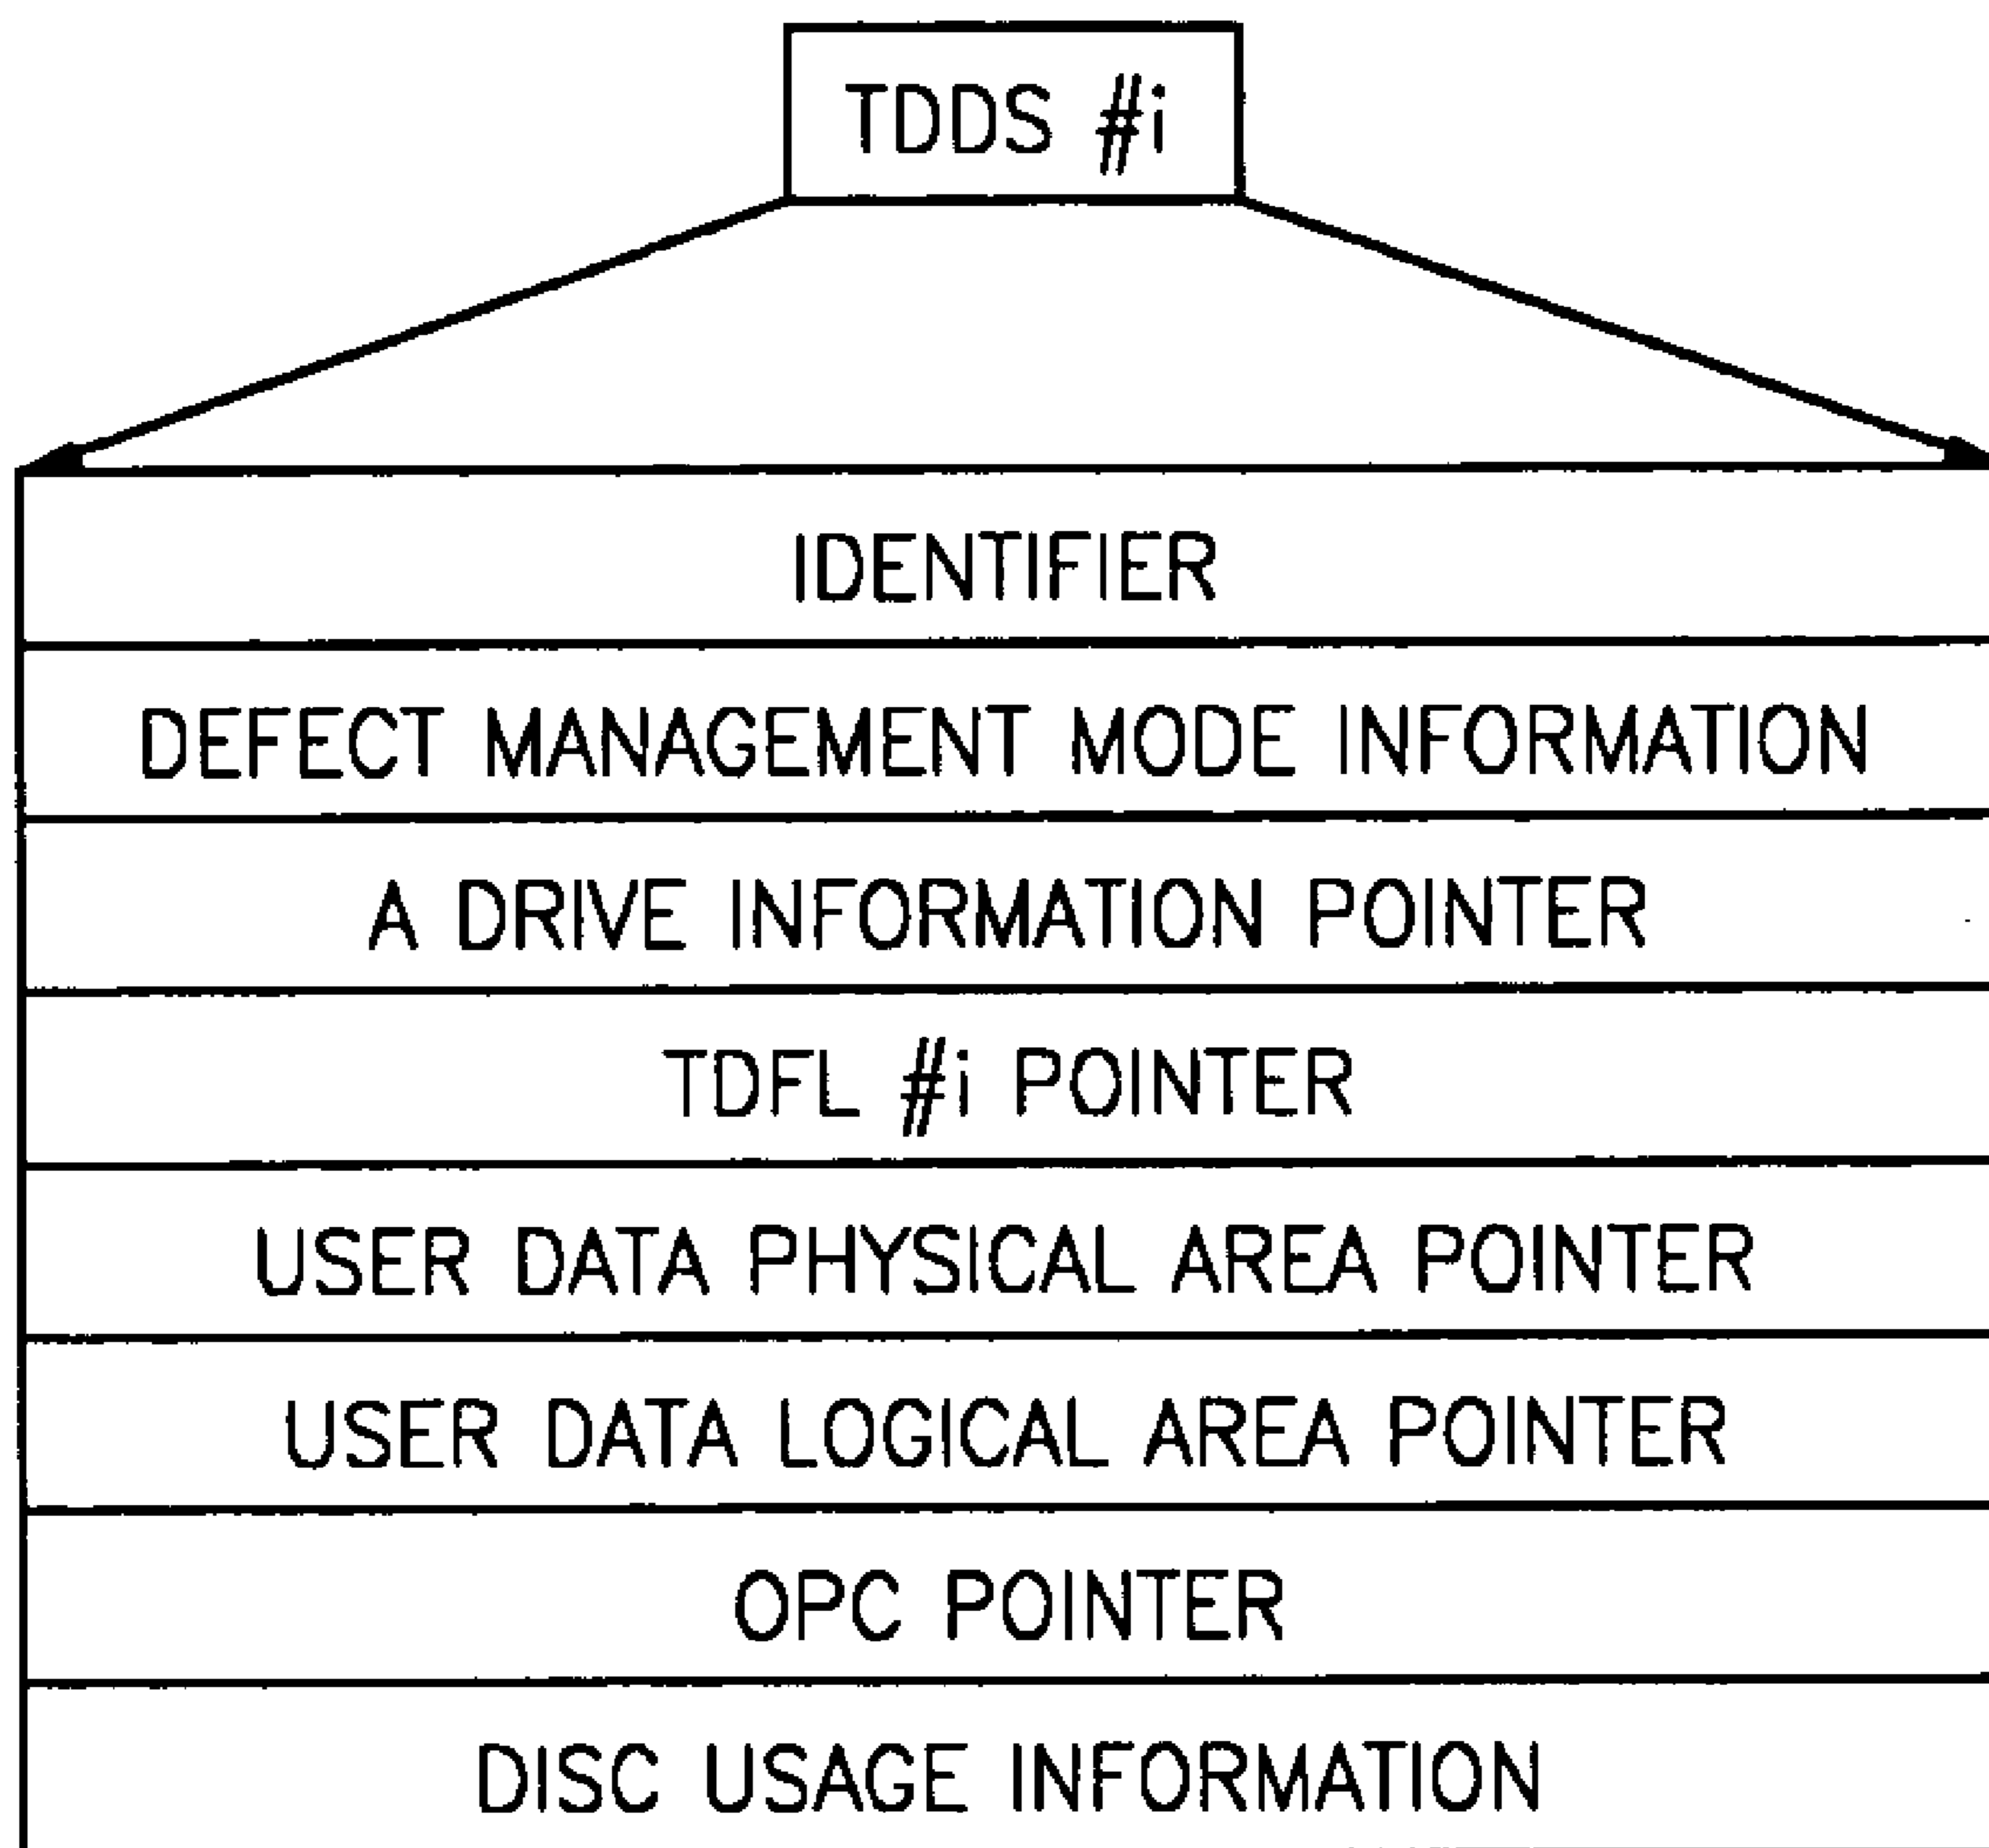 TDDS #i
IDENTIFIER
DEFECT MANAGEMENT MODE INFORMATION
A DRIVE INFORMATION POINTER
TDFL #i POINTER
USER DATA PHYSICAL AREA POINTER
USER DATA LOGICAL AREA POINTER
OPC POINTER
DISC USAGE INFORMATION